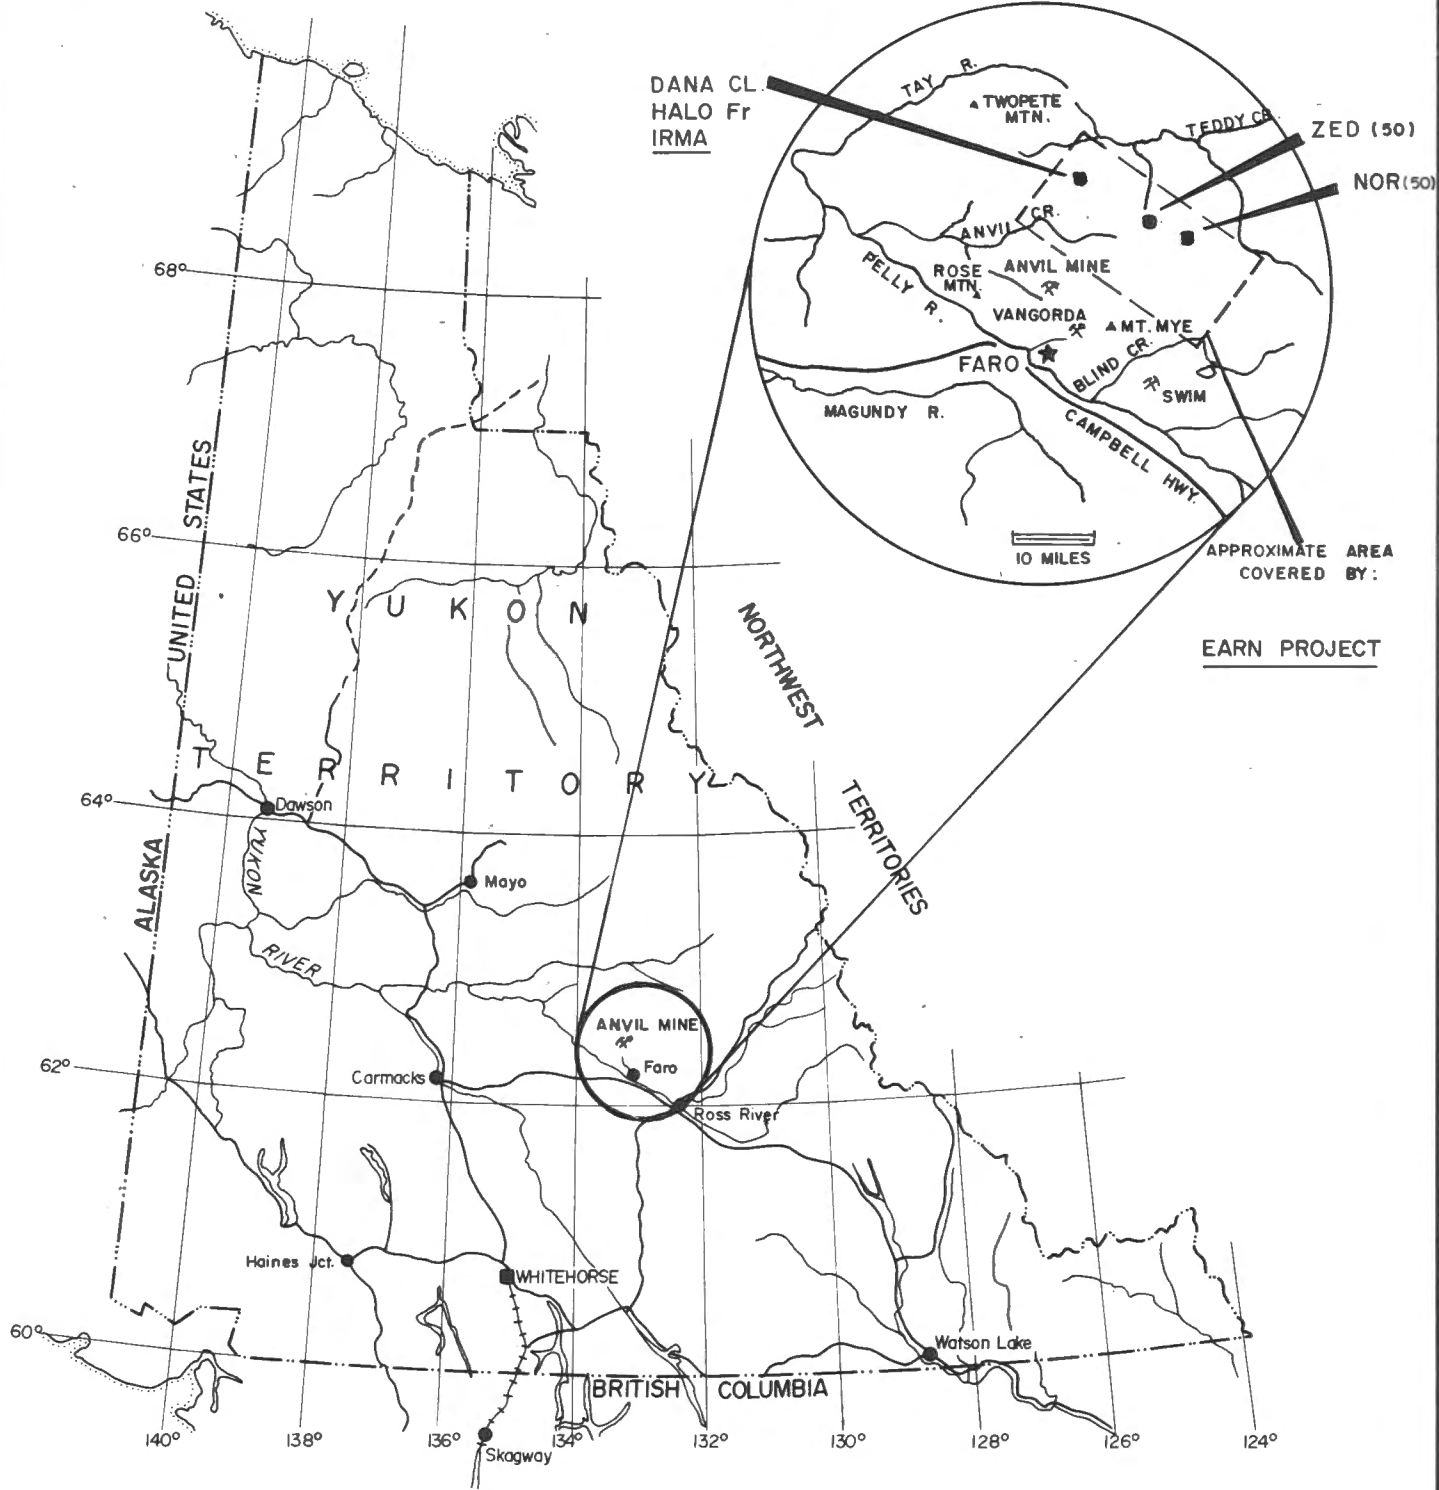 DANA CL.
HALO Fr
IRMA
TAY R.
TWOPETE
MTN.
TEDDY CR.
ZED (50)
NOR (50)
ANVIL CR.
PELLY R.
ROSE
MTN.
ANVIL MINE
VANGORDA
MT. MYE
FARO
BLIND CR.
SWIM
MAGUNDY R.
CAMPBELL HWY.
10 MILES
APPROXIMATE AREA
COVERED BY:
EARN PROJECT
68°
66°
64°
62°
60°
UNITED STATES
ALASKA
YUKON
TERRITORY
NORTHWEST
TERRITORIES
Dawson
YUKON
RIVER
Mayo
ANVIL MINE
Faro
Carmacks
Ross River
Haines Jct.
WHITEHORSE
Watson Lake
BRITISH COLUMBIA
140°
138°
136°
134°
132°
130°
128°
126°
124°
Skagway